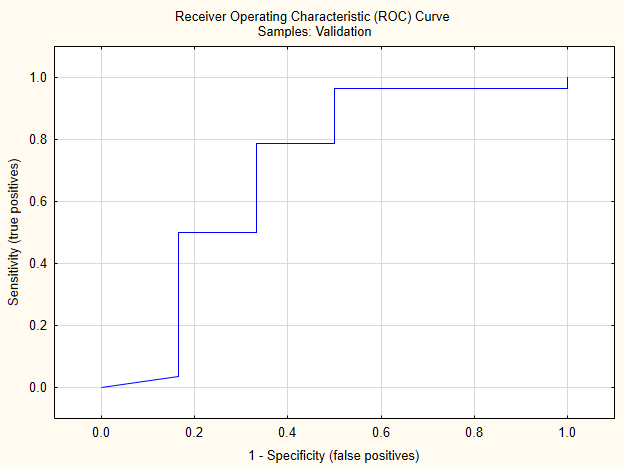 Receiver Operating Characteristic (ROC) Curve
Samples: Validation
1.0
0.8
0.6
0.4
0.2
0.0
Sensitivity (true positives)
0.0 0.2 0.4 0.6 0.8 1.0
1 - Specificity (false positives)